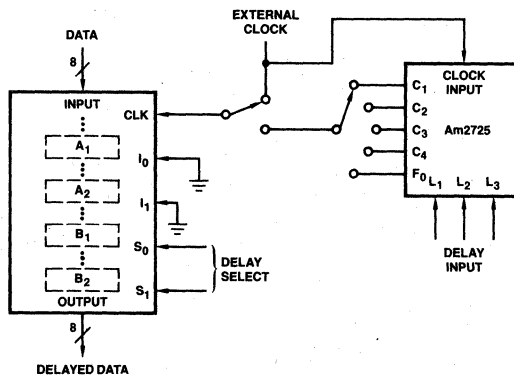 EXTERNAL
CLOCK
DATA
8
INPUT
CLK
A1
I0
A2
I1
B1
S0
B2
S1
DELAY
SELECT
OUTPUT
8
DELAYED DATA
CLOCK
INPUT
C1
C2
Am2725
C3
C4
F0
L1 L2 L3
DELAY
INPUT